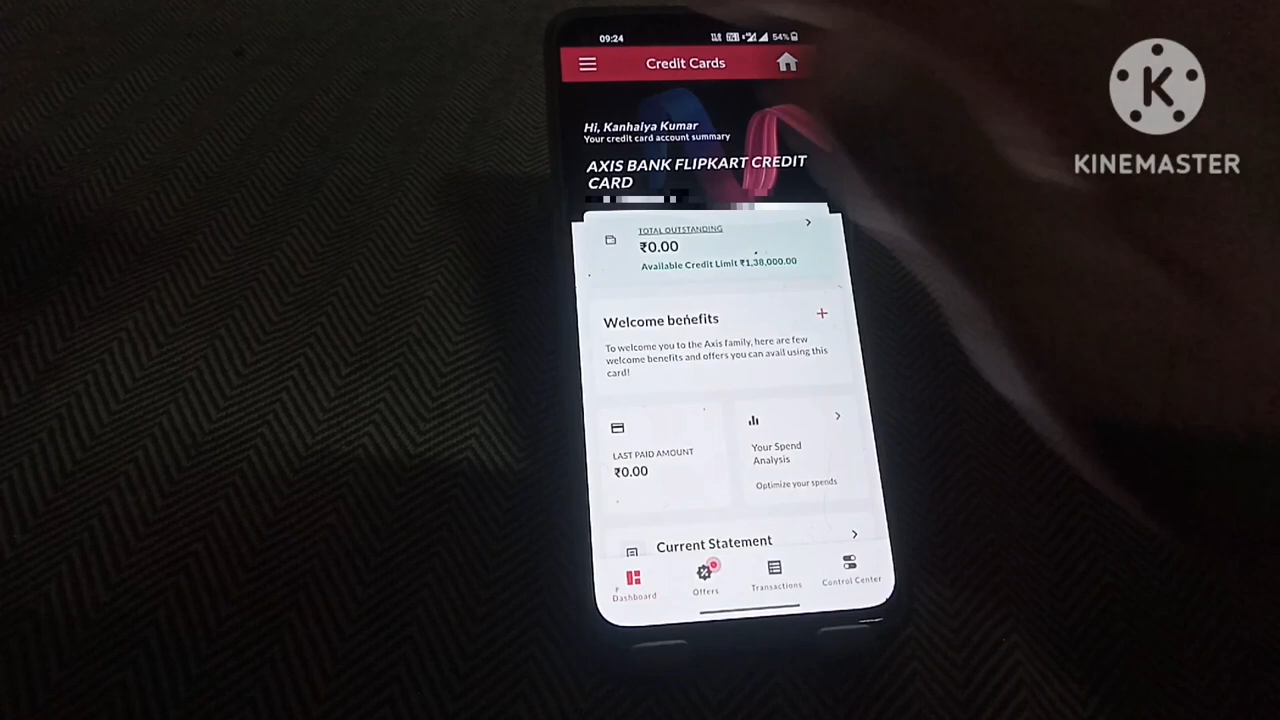 09:24
54%
Credit Cards
KINEMASTER
Hi, Kanhaiya Kumar
Your credit card account summary
AXIS BANK FLIPKART CREDIT
CARD
TOTAL OUTSTANDING
₹0.00
Available Credit Limit ₹1,38,000.00
Welcome benefits
To welcome you to the Axis family, here are few
welcome benefits and offers you can avail using this
card!
LAST PAID AMOUNT
₹0.00
Your Spend
Analysis
Optimize your spends
Current Statement
Dashboard
Offers
Transactions
Control Center